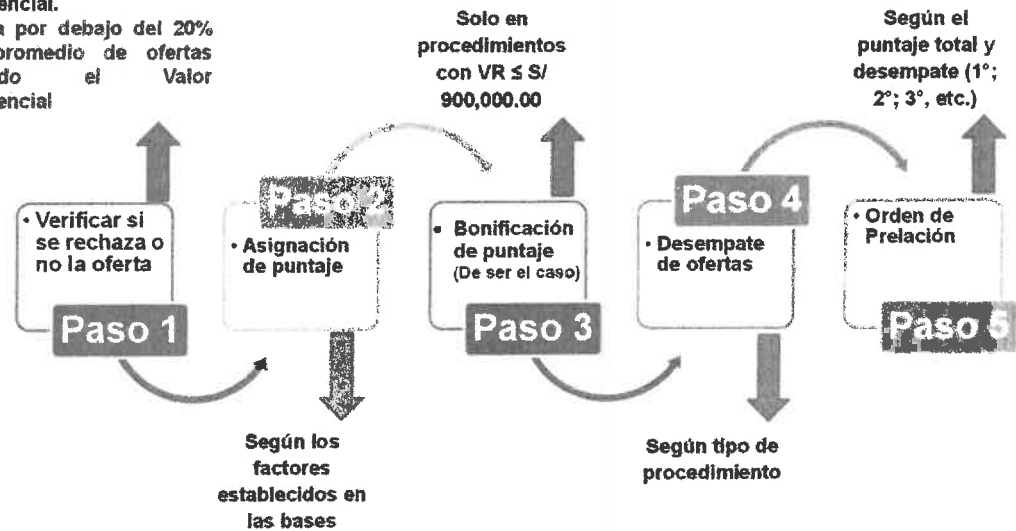 por debajo del 20%
promedio de ofertas
el Valor
Solo en
procedimientos
con VR ≤ S/
900,000.00
Según el
puntaje total y
desempate (1°;
2°; 3°, etc.)
• Verificar si
se rechaza o
no la oferta
Paso 1
Paso 2
• Asignación
de puntaje
• Bonificación
de puntaje
(De ser el caso)
Paso 3
Paso 4
• Desempate
de ofertas
• Orden de
Prelación
Paso 5
Según los
factores
establecidos en
las bases
Según tipo de
procedimiento